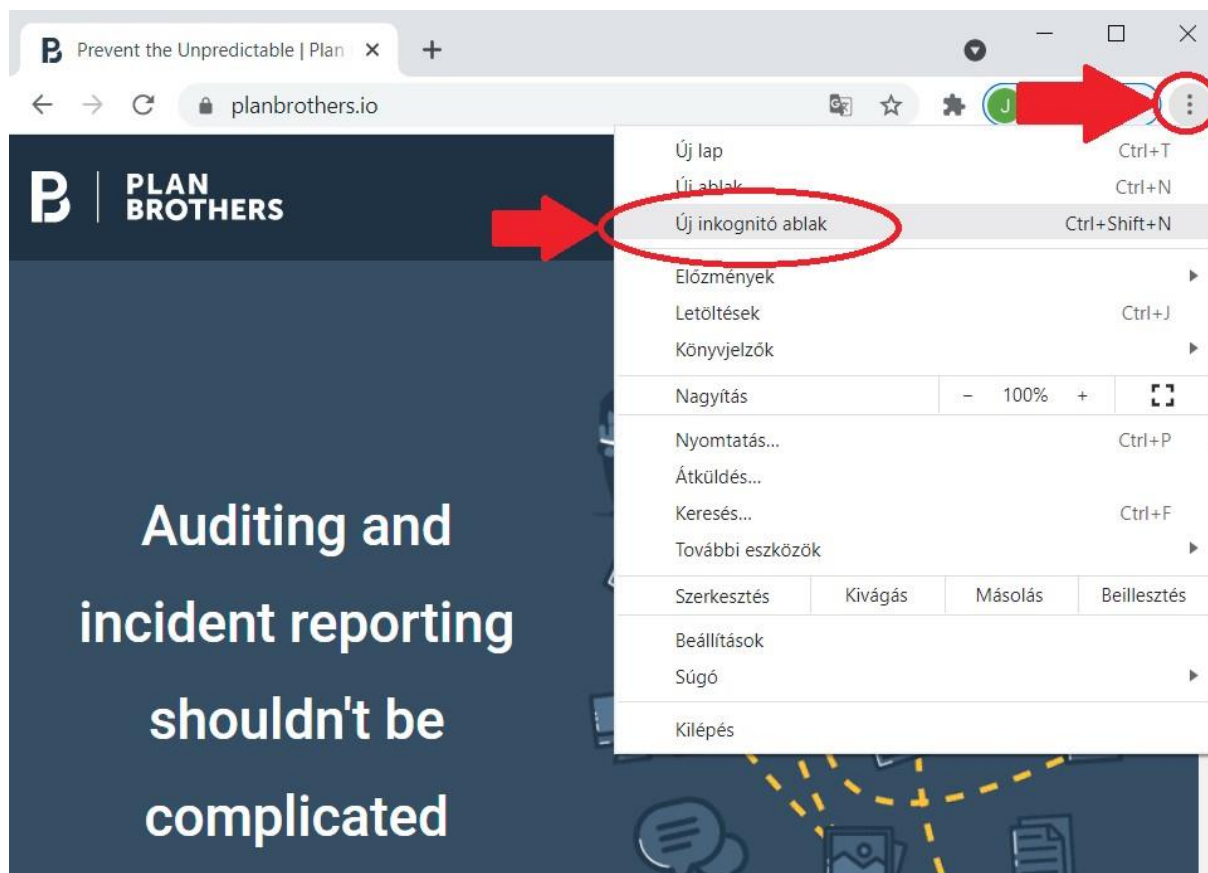 Prevent the Unpredictable | Plan
planbrothers.io
J
PLAN
BROTHERS
Új lap Ctrl+T
Új ablak Ctrl+N
Új inkognitó ablak Ctrl+Shift+N
Előzmények
Letöltések Ctrl+J
Könyvjelzők
Nagyítás - 100% +
Nyomtatás... Ctrl+P
Átküldés...
Keresés... Ctrl+F
További eszközök
Szerkesztés Kivágás Másolás Beillesztés
Beállítások
Súgó
Kilépés
Auditing and
incident reporting
shouldn't be
complicated